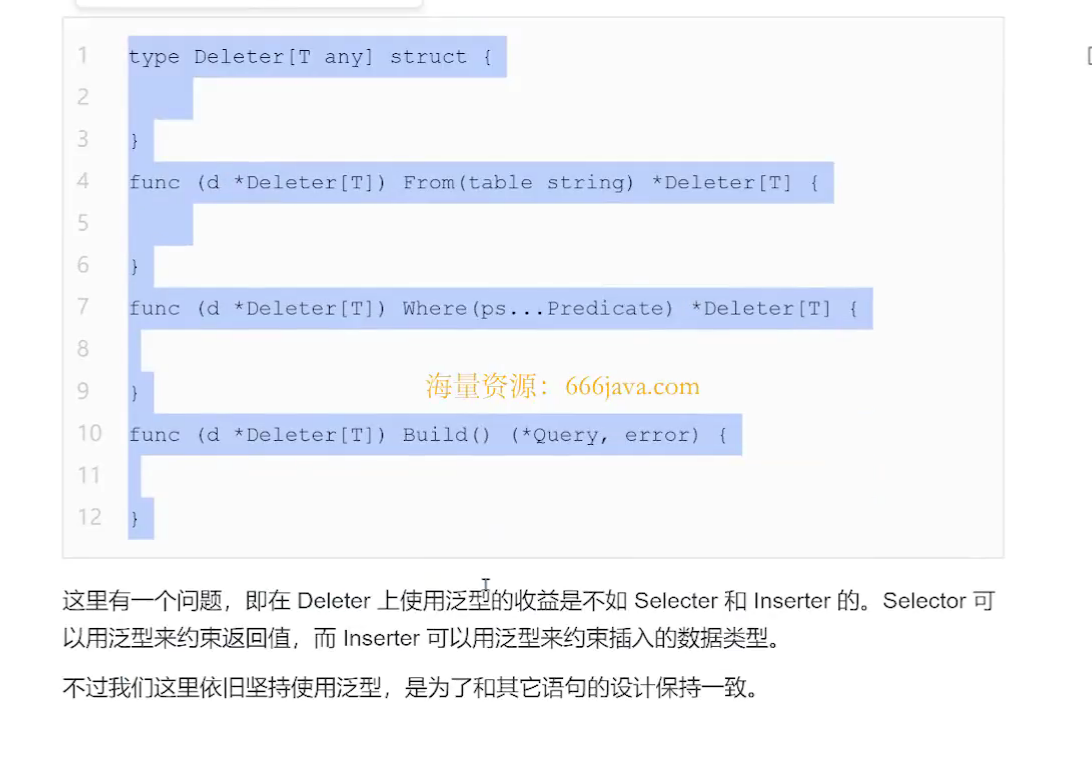 1 type Deleter[T any] struct {
2
3 }
4 func (d *Deleter[T]) From(table string) *Deleter[T] {
5
6 }
7 func (d *Deleter[T]) Where(ps...Predicate) *Deleter[T] {
8
海量资源：666java.com
9 }
10 func (d *Deleter[T]) Build() (*Query, error) {
11
12 }
这里有一个问题，即在 Deleter 上使用泛型的收益是不如 Selecter 和 Inserter 的。Selector 可
以用泛型来约束返回值，而 Inserter 可以用泛型来约束插入的数据类型。
不过我们这里依旧坚持使用泛型，是为了和其它语句的设计保持一致。